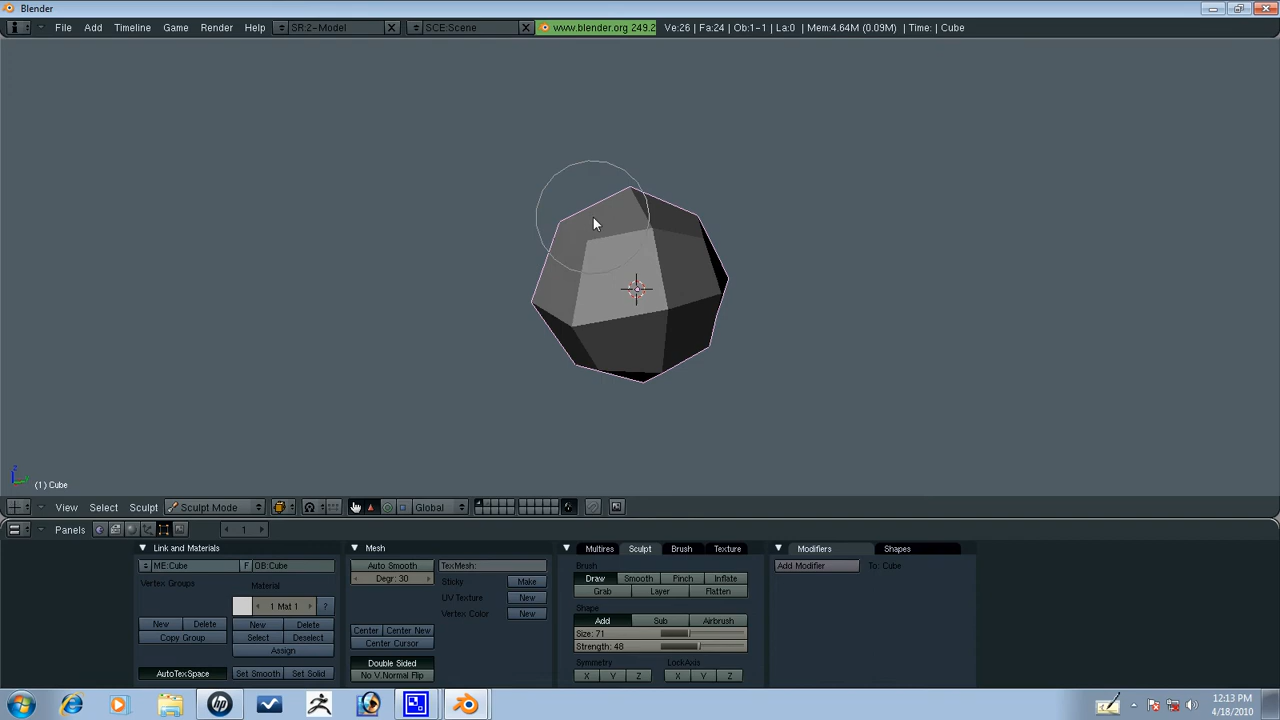 Blender
File Add Timeline Game Render Help SR:2-Model SCE:Scene www.blender.org 249.2 Ve:26 | Fa:24 | Ob:1-1 | La:0 | Mem:4.64M (0.09M) | Time: | Cube
Z
(1) Cube
View Select Sculpt Sculpt Mode Global
Panels 1
Link and Materials
ME:Cube F OB:Cube
Vertex Groups
Material
1 Mat 1 ?
New Delete New Delete
Copy Group Select Deselect
Assign
AutoTexSpace Set Smooth Set Solid
Mesh
Auto Smooth TexMesh:
Degr: 30 Sticky Make
UV Texture New
Vertex Color New
Center Center New
Center Cursor
Double Sided
No V.Normal Flip
Multires Sculpt Brush Texture
Brush
Draw Smooth Pinch Inflate
Grab Layer Flatten
Shape
Add Sub Airbrush
Size: 71
Strength: 48
Symmetry LockAxis
X Y Z X Y Z
Modifiers Shapes
Add Modifier To: Cube
hp
12:13 PM
4/18/2010